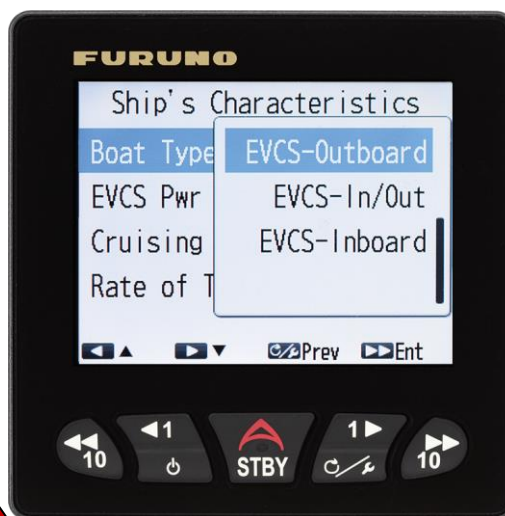 FURUNO
Ship's Characteristics
Boat Type EVCS-Outboard
EVCS Pwr EVCS-In/Out
Cruising EVCS-Inboard
Rate of T
◀ ▲ ▶ ▼ Prev ▶▶Ent
◀◀ 10 ◀1 STBY 1▶ ▶▶ 10